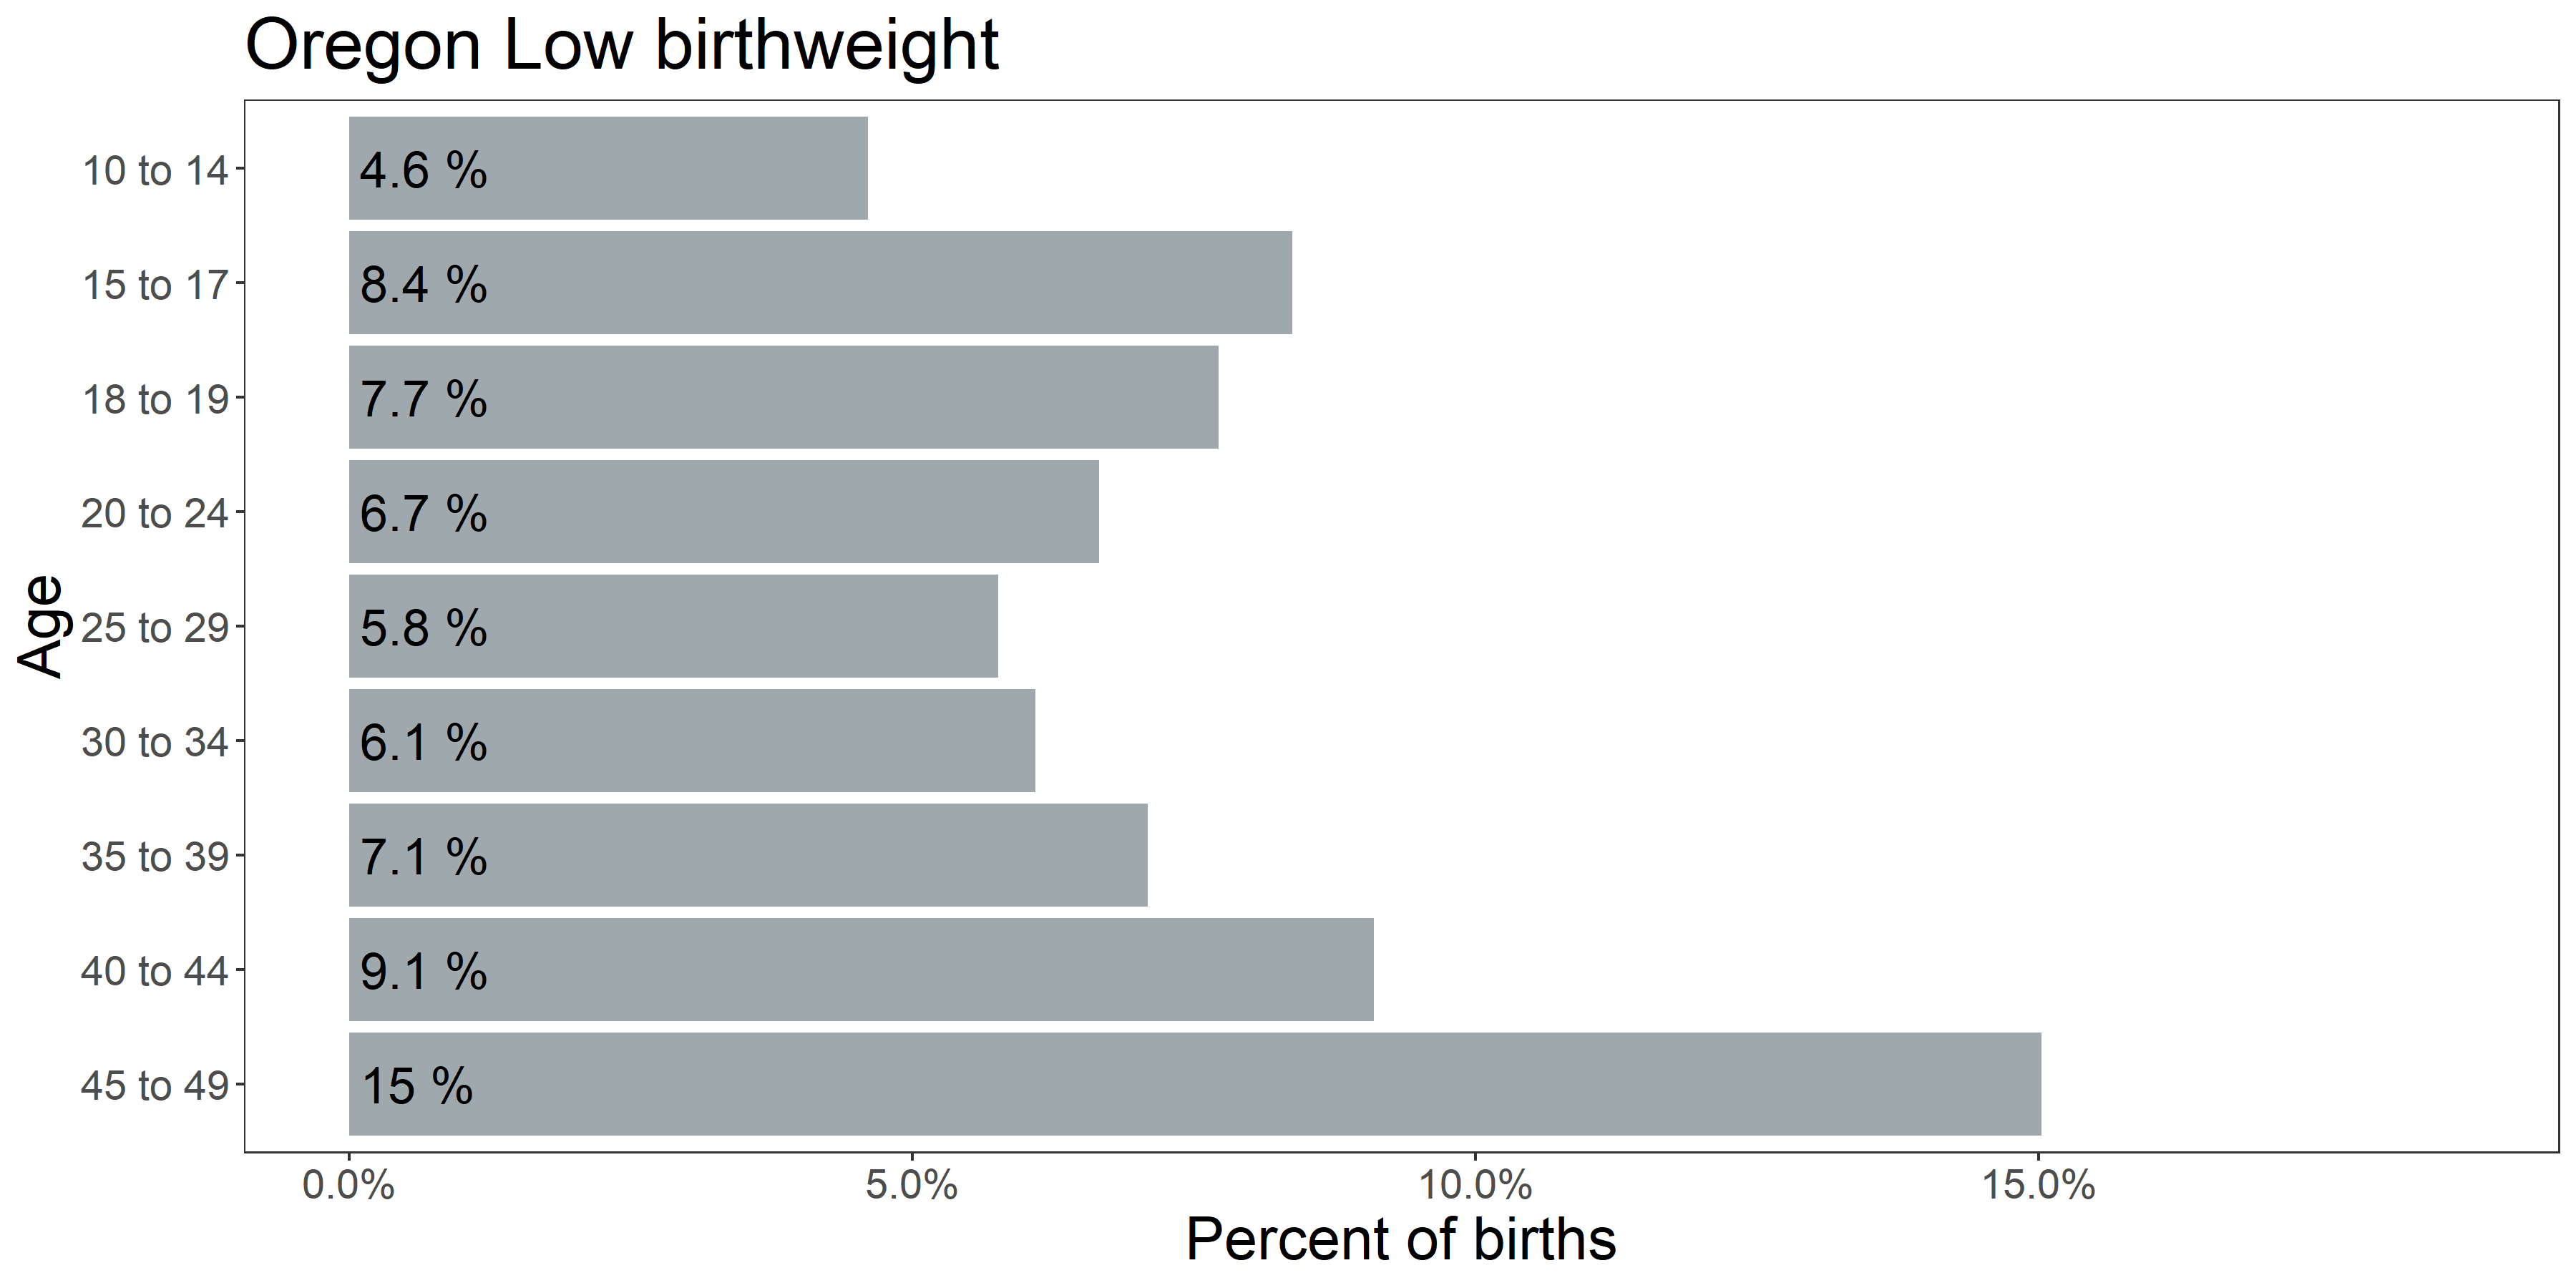 Oregon Low birthweight
Age
10 to 14 4.6 %
15 to 17 8.4 %
18 to 19 7.7 %
20 to 24 6.7 %
25 to 29 5.8 %
30 to 34 6.1 %
35 to 39 7.1 %
40 to 44 9.1 %
45 to 49 15 %
0.0% 5.0% 10.0% 15.0%
Percent of births